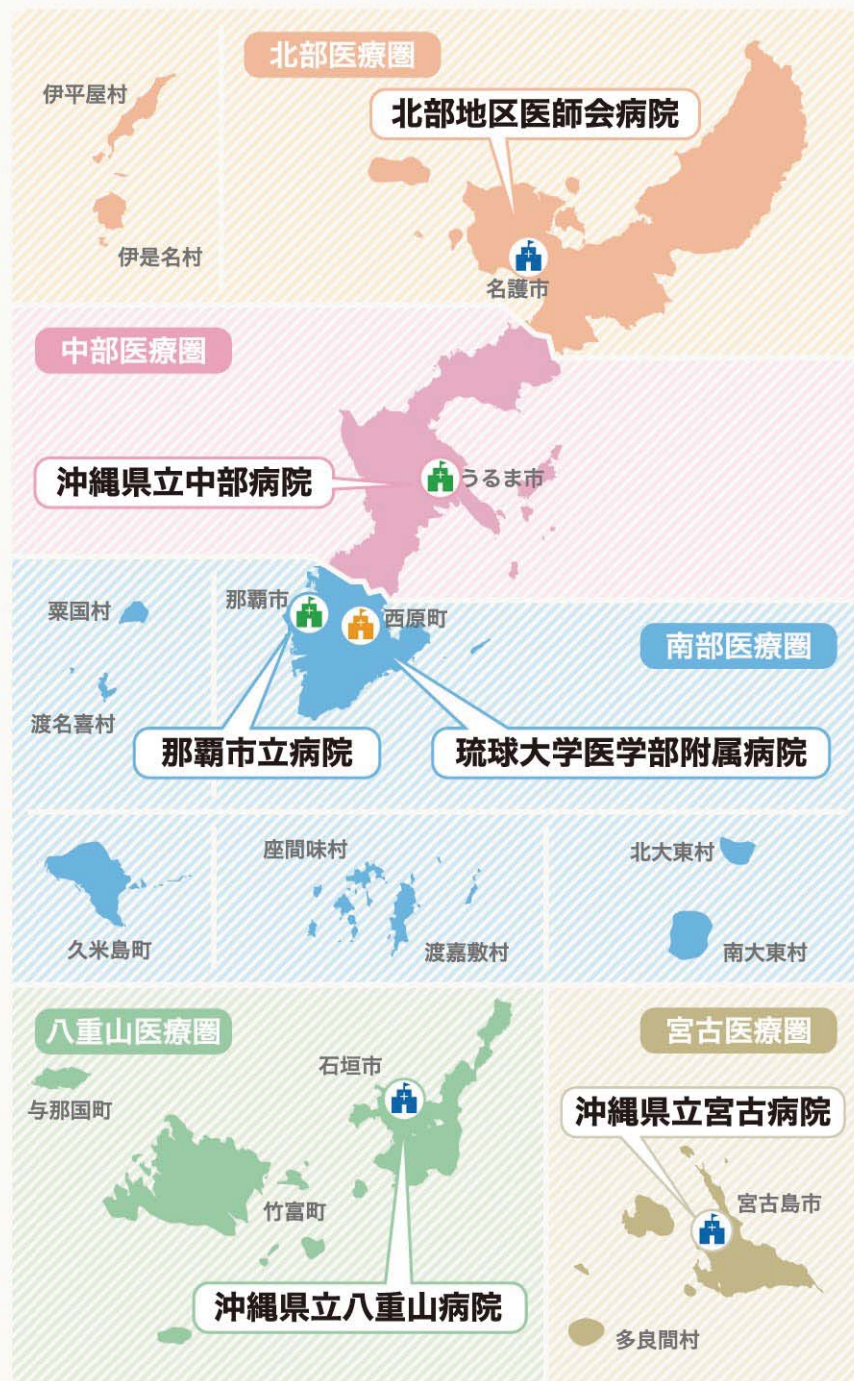 北部医療圏
伊平屋村
北部地区医師会病院
伊是名村
名護市
中部医療圏
沖縄県立中部病院
うるま市
那覇市
粟国村
西原町
南部医療圏
渡名喜村
那覇市立病院
琉球大学医学部附属病院
座間味村
北大東村
久米島町
渡嘉敷村
南大東村
八重山医療圏
宮古医療圏
石垣市
与那国町
沖縄県立宮古病院
宮古島市
竹富町
沖縄県立八重山病院
多良間村